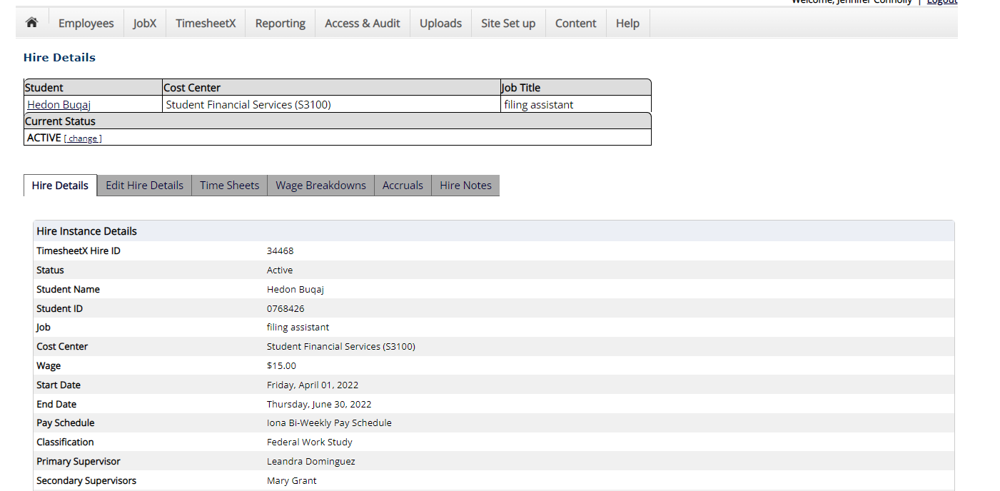 Welcome, Jennifer Connolly | Logout
Employees JobX TimesheetX Reporting Access & Audit Uploads Site Set up Content Help
Hire Details
Student Cost Center Job Title
Hedon Buqaj Student Financial Services (S3100) filing assistant
Current Status
ACTIVE [ change ]
Hire Details Edit Hire Details Time Sheets Wage Breakdowns Accruals Hire Notes
Hire Instance Details
TimesheetX Hire ID 34468
Status Active
Student Name Hedon Buqaj
Student ID 0768426
Job filing assistant
Cost Center Student Financial Services (S3100)
Wage $15.00
Start Date Friday, April 01, 2022
End Date Thursday, June 30, 2022
Pay Schedule Iona Bi-Weekly Pay Schedule
Classification Federal Work Study
Primary Supervisor Leandra Dominguez
Secondary Supervisors Mary Grant